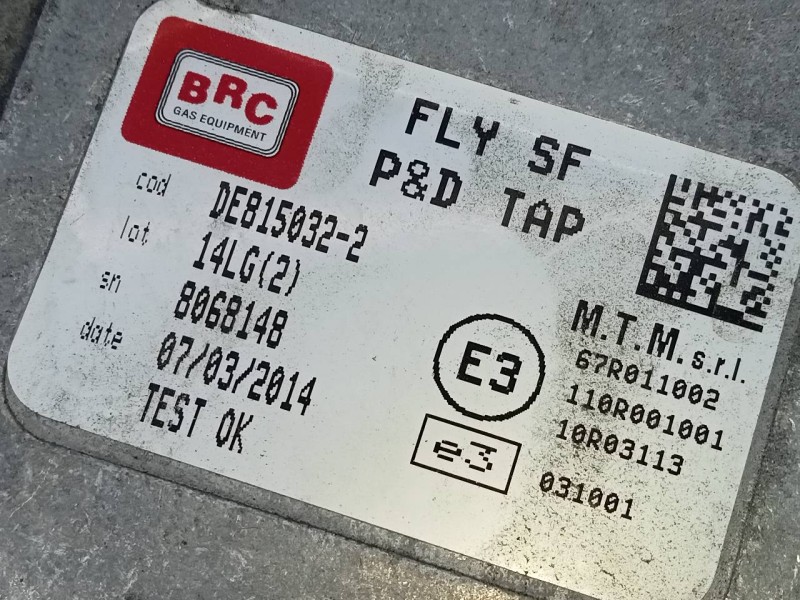 BRC
GAS EQUIPMENT
FLY SF
P&D TAP
cod DE815032-2
lot 14LG(2)
sn 8068148
date 07/03/2014
TEST OK
E3
e3
M.T.M. s.r.l.
67R011002
110R001001
10R03113
031001